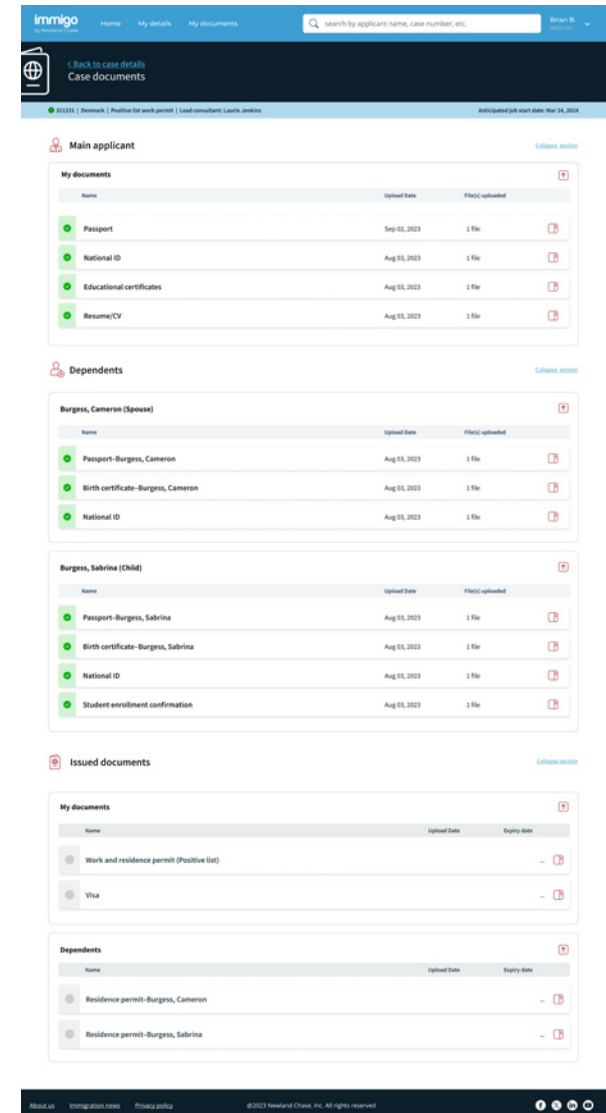 immigo
by Newland Chase
Home My details My documents
search by applicant name, case number, etc.
Brian B.
< Back to case details
Case documents
321231 | Denmark | Positive list work permit | Lead consultant: Laurie Jenkins
Anticipated job start date: Mar 24, 2024
Main applicant
Collapse section
My documents
Name Upload Date File(s) uploaded
Passport Sep 02, 2023 1 file
National ID Aug 03, 2023 1 file
Educational certificates Aug 03, 2023 1 file
Resume/CV Aug 03, 2023 1 file
Dependents
Collapse section
Burgess, Cameron (Spouse)
Name Upload Date File(s) uploaded
Passport–Burgess, Cameron Aug 03, 2023 1 file
Birth certificate–Burgess, Cameron Aug 03, 2023 1 file
National ID Aug 03, 2023 1 file
Burgess, Sabrina (Child)
Name Upload Date File(s) uploaded
Passport–Burgess, Sabrina Aug 03, 2023 1 file
Birth certificate–Burgess, Sabrina Aug 03, 2023 1 file
National ID Aug 03, 2023 1 file
Student enrollment confirmation Aug 03, 2023 1 file
Issued documents
Collapse section
My documents
Name Upload Date Expiry date
Work and residence permit (Positive list) –
Visa –
Dependents
Name Upload Date Expiry date
Residence permit–Burgess, Cameron –
Residence permit–Burgess, Sabrina –
About us Immigration news Privacy policy ©2023 Newland Chase, Inc. All rights reserved